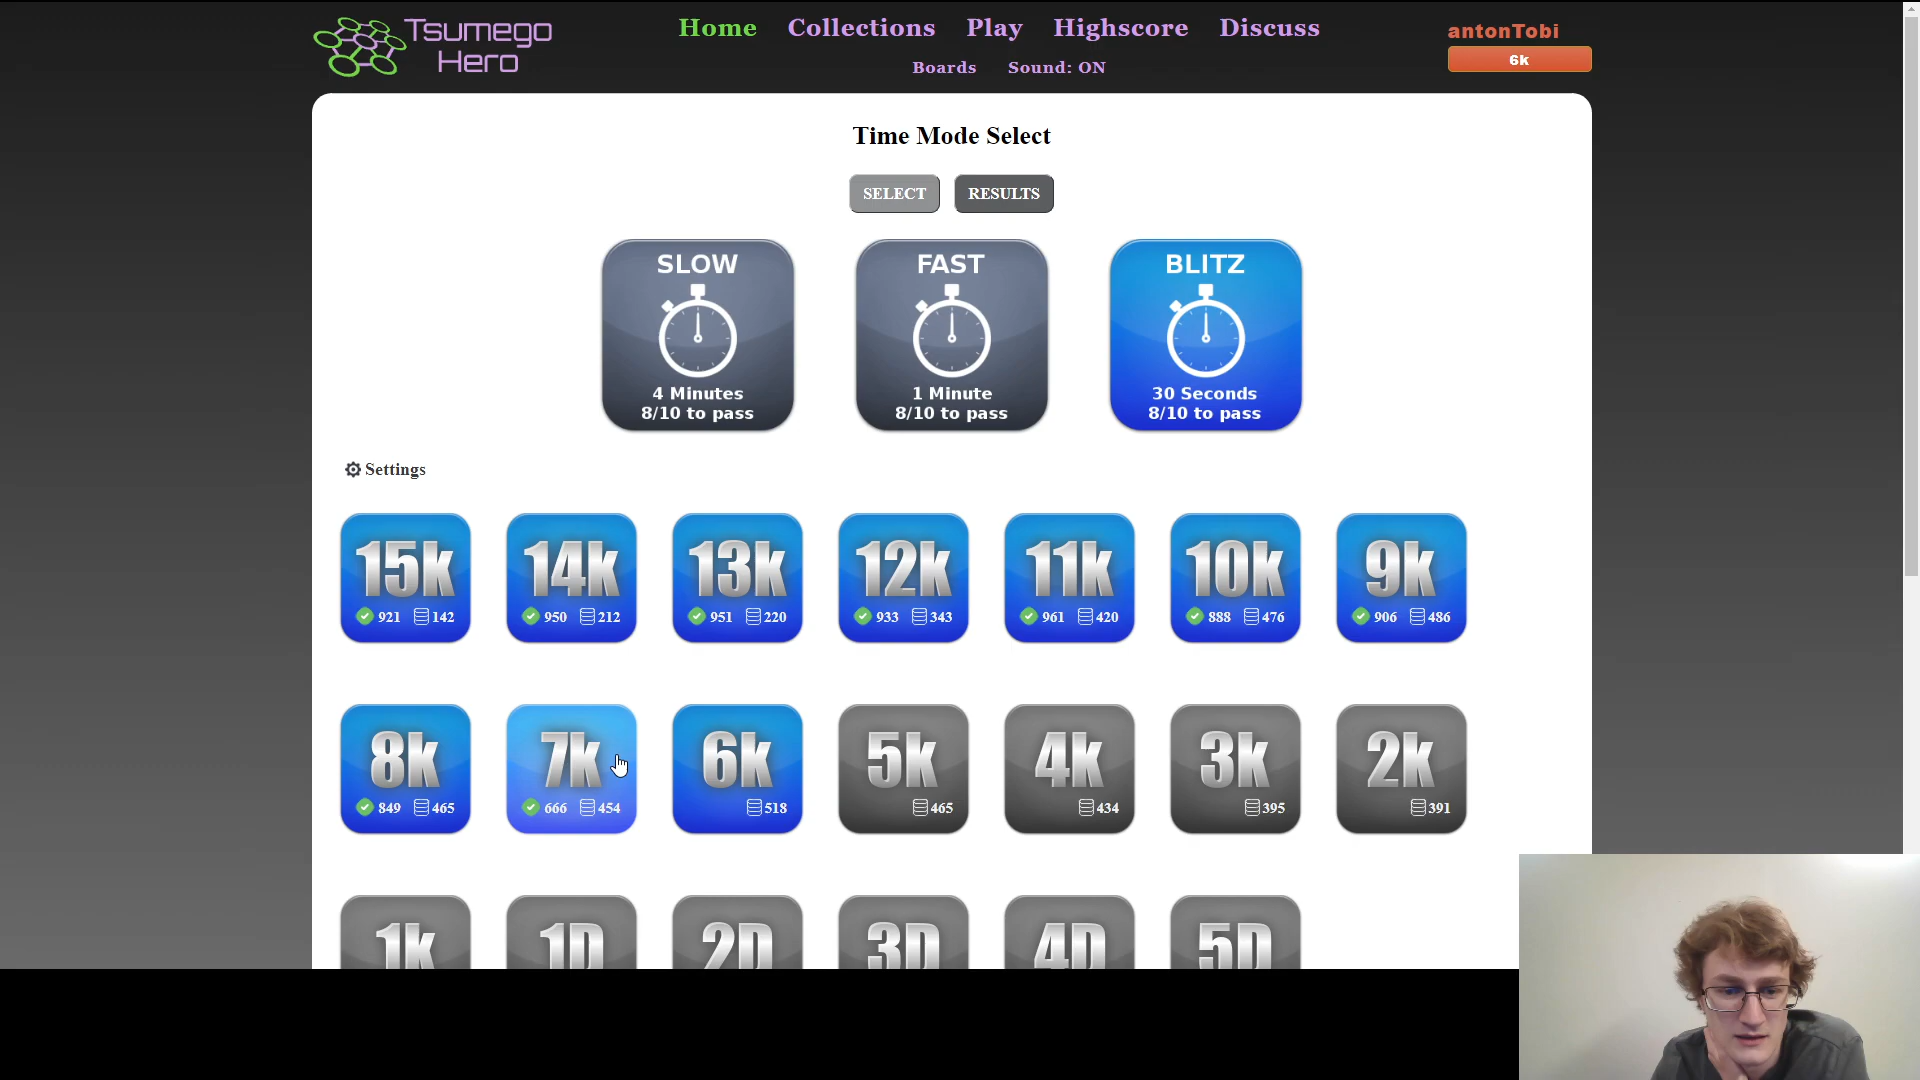 Tsumego
Hero
Home Collections Play Highscore Discuss
Boards Sound: ON
antonTobi
6k
Time Mode Select
SELECT RESULTS
SLOW
4 Minutes
8/10 to pass
FAST
1 Minute
8/10 to pass
BLITZ
30 Seconds
8/10 to pass
Settings
15k
921 142
14k
950 212
13k
951 220
12k
933 343
11k
961 420
10k
888 476
9k
906 486
8k
849 465
7k
666 454
6k
518
5k
465
4k
434
3k
395
2k
391
1k
1D
2D
3D
4D
5D